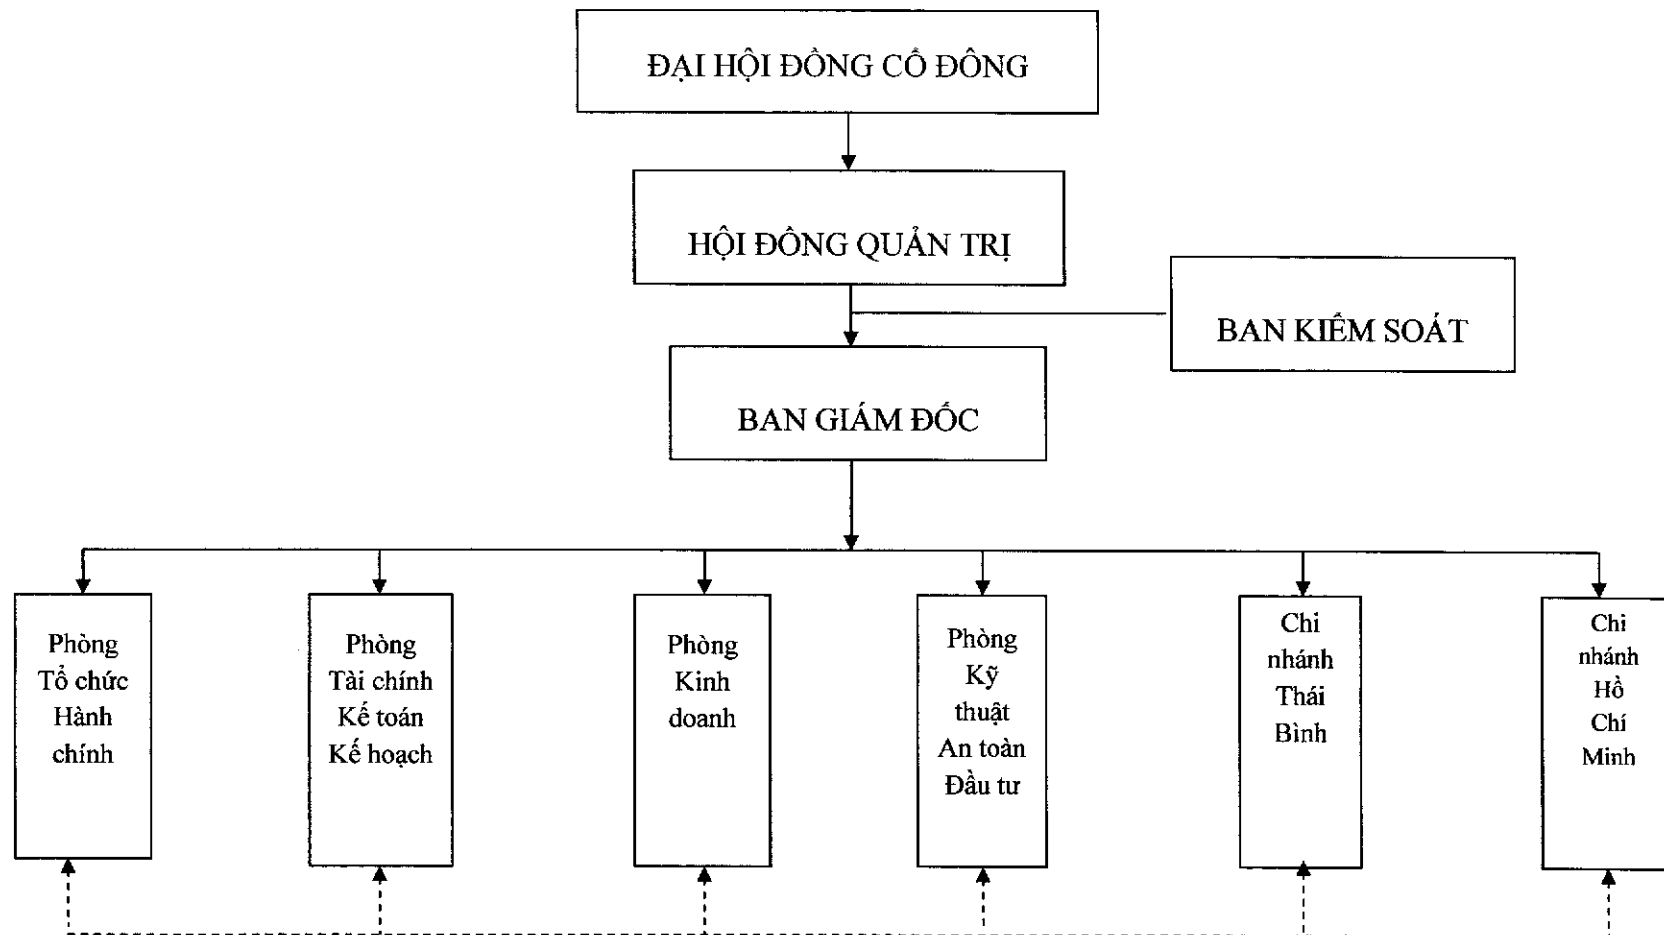 ĐẠI HỘI ĐỒNG CỔ ĐÔNG
HỘI ĐỒNG QUẢN TRỊ
BAN KIỂM SOÁT
BAN GIÁM ĐỐC
Phòng
Tổ chức
Hành
chính
Phòng
Tài chính
Kế toán
Kế hoạch
Phòng
Kinh
doanh
Phòng
Kỹ
thuật
An toàn
Đầu tư
Chi
nhánh
Thái
Bình
Chi
nhánh
Hồ
Chí
Minh